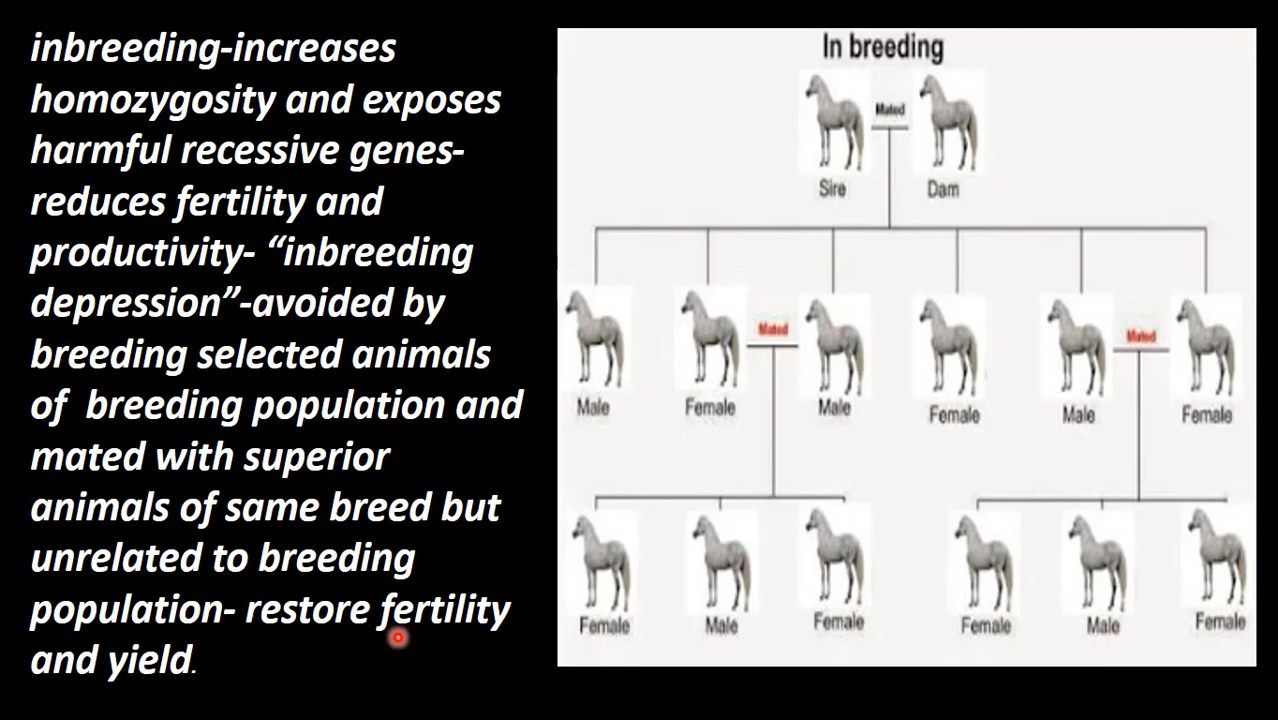 inbreeding-increases
homozygosity and exposes
harmful recessive genes-
reduces fertility and
productivity- “inbreeding
depression”-avoided by
breeding selected animals
of  breeding population and
mated with superior
animals of same breed but
unrelated to breeding
population- restore fertility
and yield.
In breeding
Mated
Sire Dam
Mated Mated
Male Female Male Female Male Female
Female Male Female Female Male Female